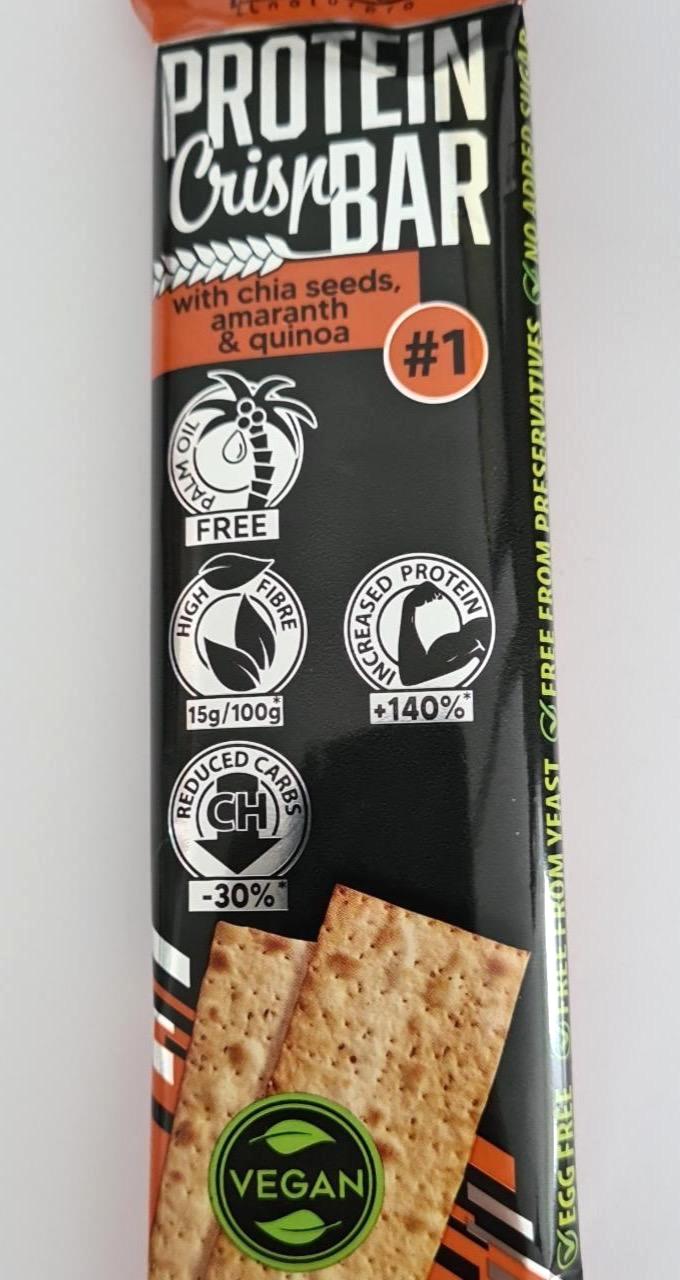 PROTEIN
Crisp BAR
with chia seeds,
amaranth
& quinoa
#1
PALM OIL
FREE
HIGH FIBRE
15g/100g*
INCREASED PROTEIN
+140%*
REDUCED CARBS
CH
-30%*
VEGAN
EGG FREE
FREE FROM YEAST
FREE FROM PRESERVATIVES
NO ADDED SUGAR